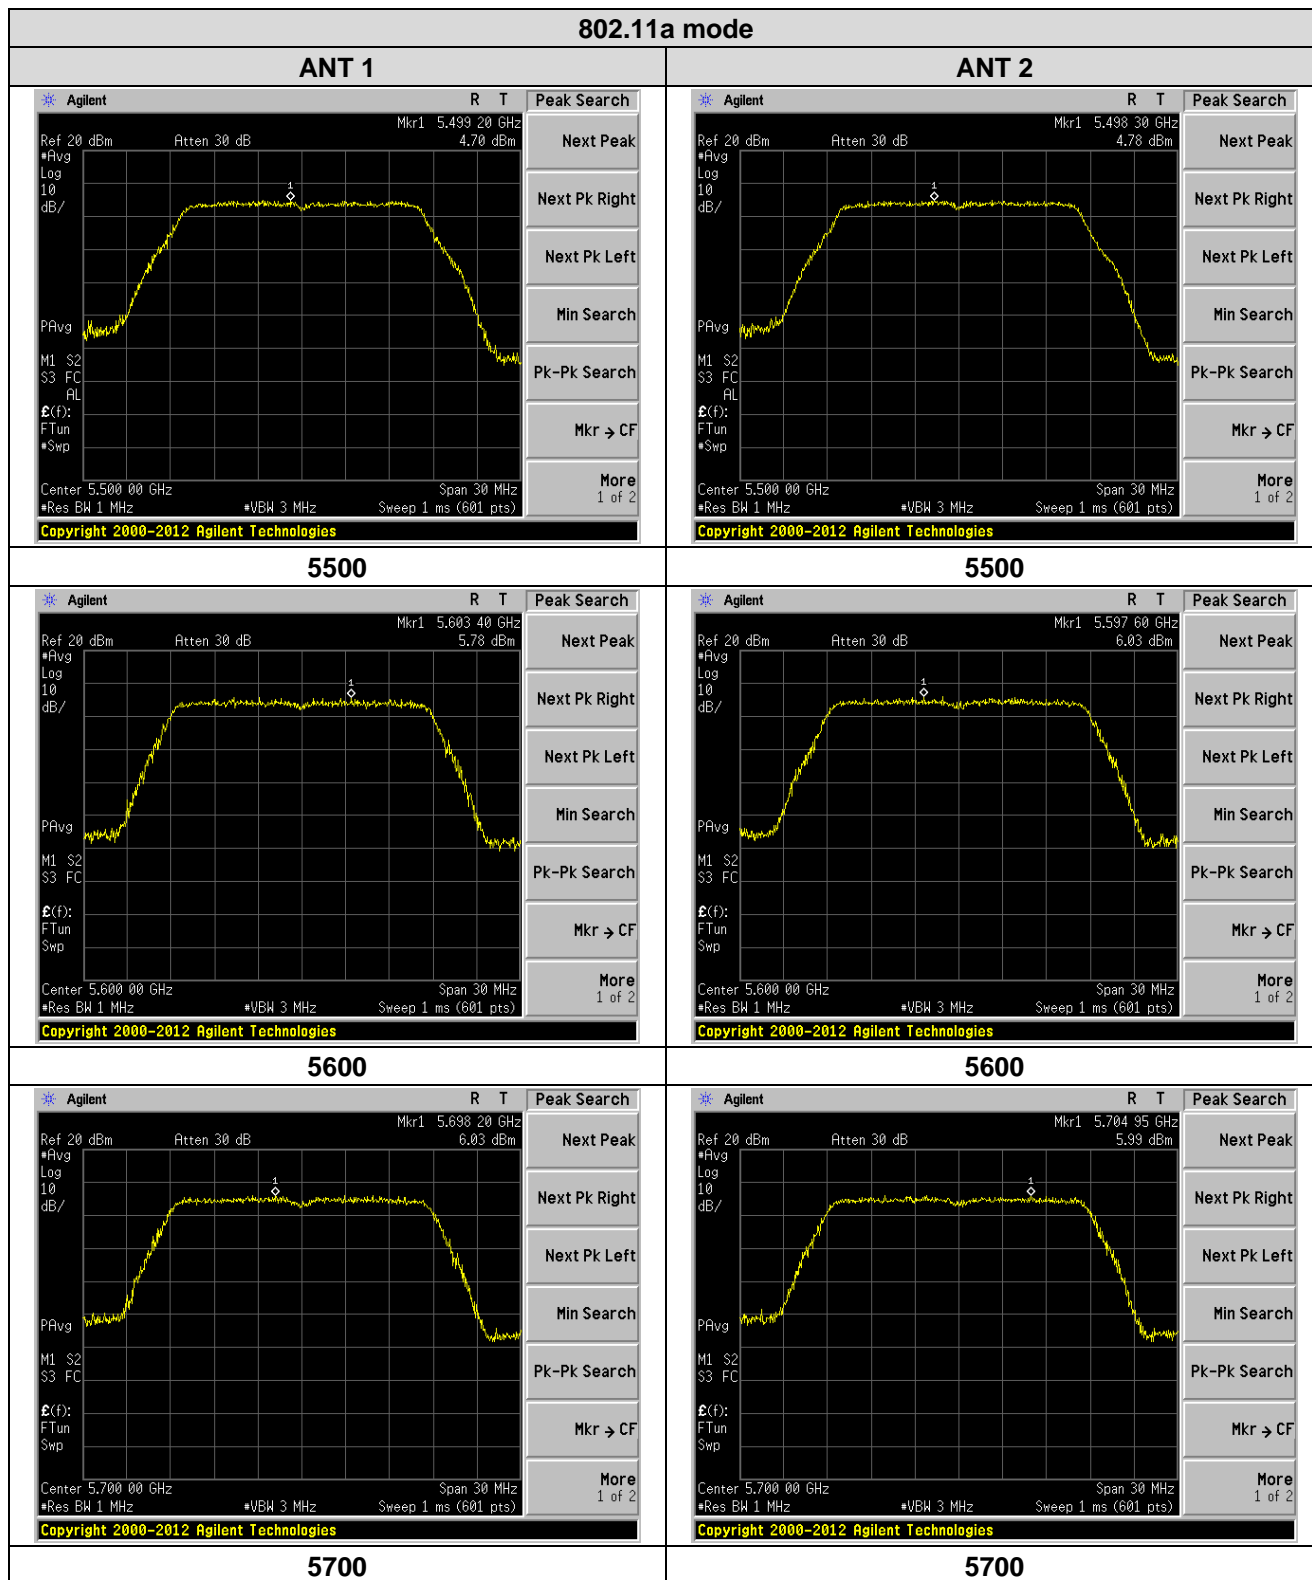 802.11a mode
ANT 1
ANT 2
Agilent R T Peak Search
Mkr1 5.499 20 GHz
Ref 20 dBm Atten 30 dB 4.70 dBm
#Avg
Log
10
dB/
1
PAvg
M1 S2
S3 FC
AL
£(f):
FTun
#Swp
Center 5.500 00 GHz Span 30 MHz
#Res BW 1 MHz #VBW 3 MHz Sweep 1 ms (601 pts)
Copyright 2000-2012 Agilent Technologies
Next Peak
Next Pk Right
Next Pk Left
Min Search
Pk-Pk Search
Mkr → CF
More
1 of 2
Agilent R T Peak Search
Mkr1 5.498 30 GHz
Ref 20 dBm Atten 30 dB 4.78 dBm
#Avg
Log
10
dB/
1
PAvg
M1 S2
S3 FC
AL
£(f):
FTun
#Swp
Center 5.500 00 GHz Span 30 MHz
#Res BW 1 MHz #VBW 3 MHz Sweep 1 ms (601 pts)
Copyright 2000-2012 Agilent Technologies
Next Peak
Next Pk Right
Next Pk Left
Min Search
Pk-Pk Search
Mkr → CF
More
1 of 2
5500
5500
Agilent R T Peak Search
Mkr1 5.603 40 GHz
Ref 20 dBm Atten 30 dB 5.78 dBm
#Avg
Log
10
dB/
1
PAvg
M1 S2
S3 FC
£(f):
FTun
Swp
Center 5.600 00 GHz Span 30 MHz
#Res BW 1 MHz #VBW 3 MHz Sweep 1 ms (601 pts)
Copyright 2000-2012 Agilent Technologies
Next Peak
Next Pk Right
Next Pk Left
Min Search
Pk-Pk Search
Mkr → CF
More
1 of 2
Agilent R T Peak Search
Mkr1 5.597 60 GHz
Ref 20 dBm Atten 30 dB 6.03 dBm
#Avg
Log
10
dB/
1
PAvg
M1 S2
S3 FC
£(f):
FTun
Swp
Center 5.600 00 GHz Span 30 MHz
#Res BW 1 MHz #VBW 3 MHz Sweep 1 ms (601 pts)
Copyright 2000-2012 Agilent Technologies
Next Peak
Next Pk Right
Next Pk Left
Min Search
Pk-Pk Search
Mkr → CF
More
1 of 2
5600
5600
Agilent R T Peak Search
Mkr1 5.698 20 GHz
Ref 20 dBm Atten 30 dB 6.03 dBm
#Avg
Log
10
dB/
1
PAvg
M1 S2
S3 FC
£(f):
FTun
Swp
Center 5.700 00 GHz Span 30 MHz
#Res BW 1 MHz #VBW 3 MHz Sweep 1 ms (601 pts)
Copyright 2000-2012 Agilent Technologies
Next Peak
Next Pk Right
Next Pk Left
Min Search
Pk-Pk Search
Mkr → CF
More
1 of 2
Agilent R T Peak Search
Mkr1 5.704 95 GHz
Ref 20 dBm Atten 30 dB 5.99 dBm
#Avg
Log
10
dB/
1
PAvg
M1 S2
S3 FC
£(f):
FTun
Swp
Center 5.700 00 GHz Span 30 MHz
#Res BW 1 MHz #VBW 3 MHz Sweep 1 ms (601 pts)
Copyright 2000-2012 Agilent Technologies
Next Peak
Next Pk Right
Next Pk Left
Min Search
Pk-Pk Search
Mkr → CF
More
1 of 2
5700
5700